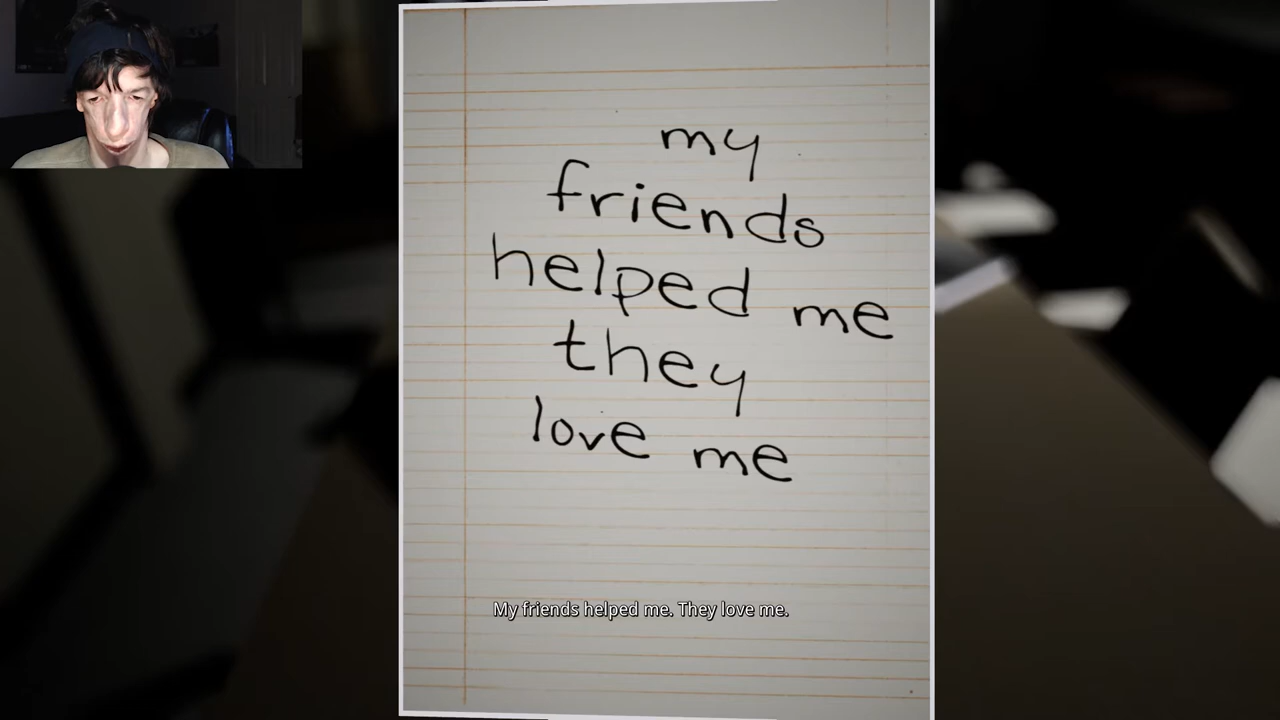 my
friends
helped me
they
love me
My friends helped me. They love me.